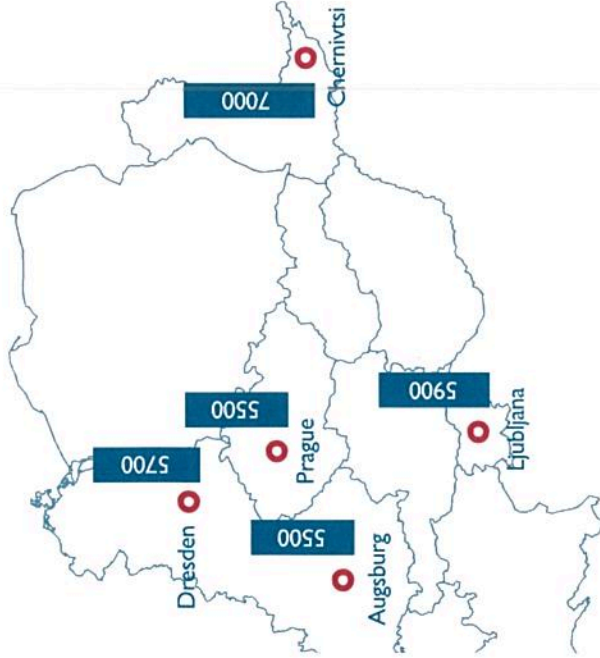 7000
Chernivtsi
5500
Prague
5700
Dresden
5900
Ljubljana
5500
Augsburg